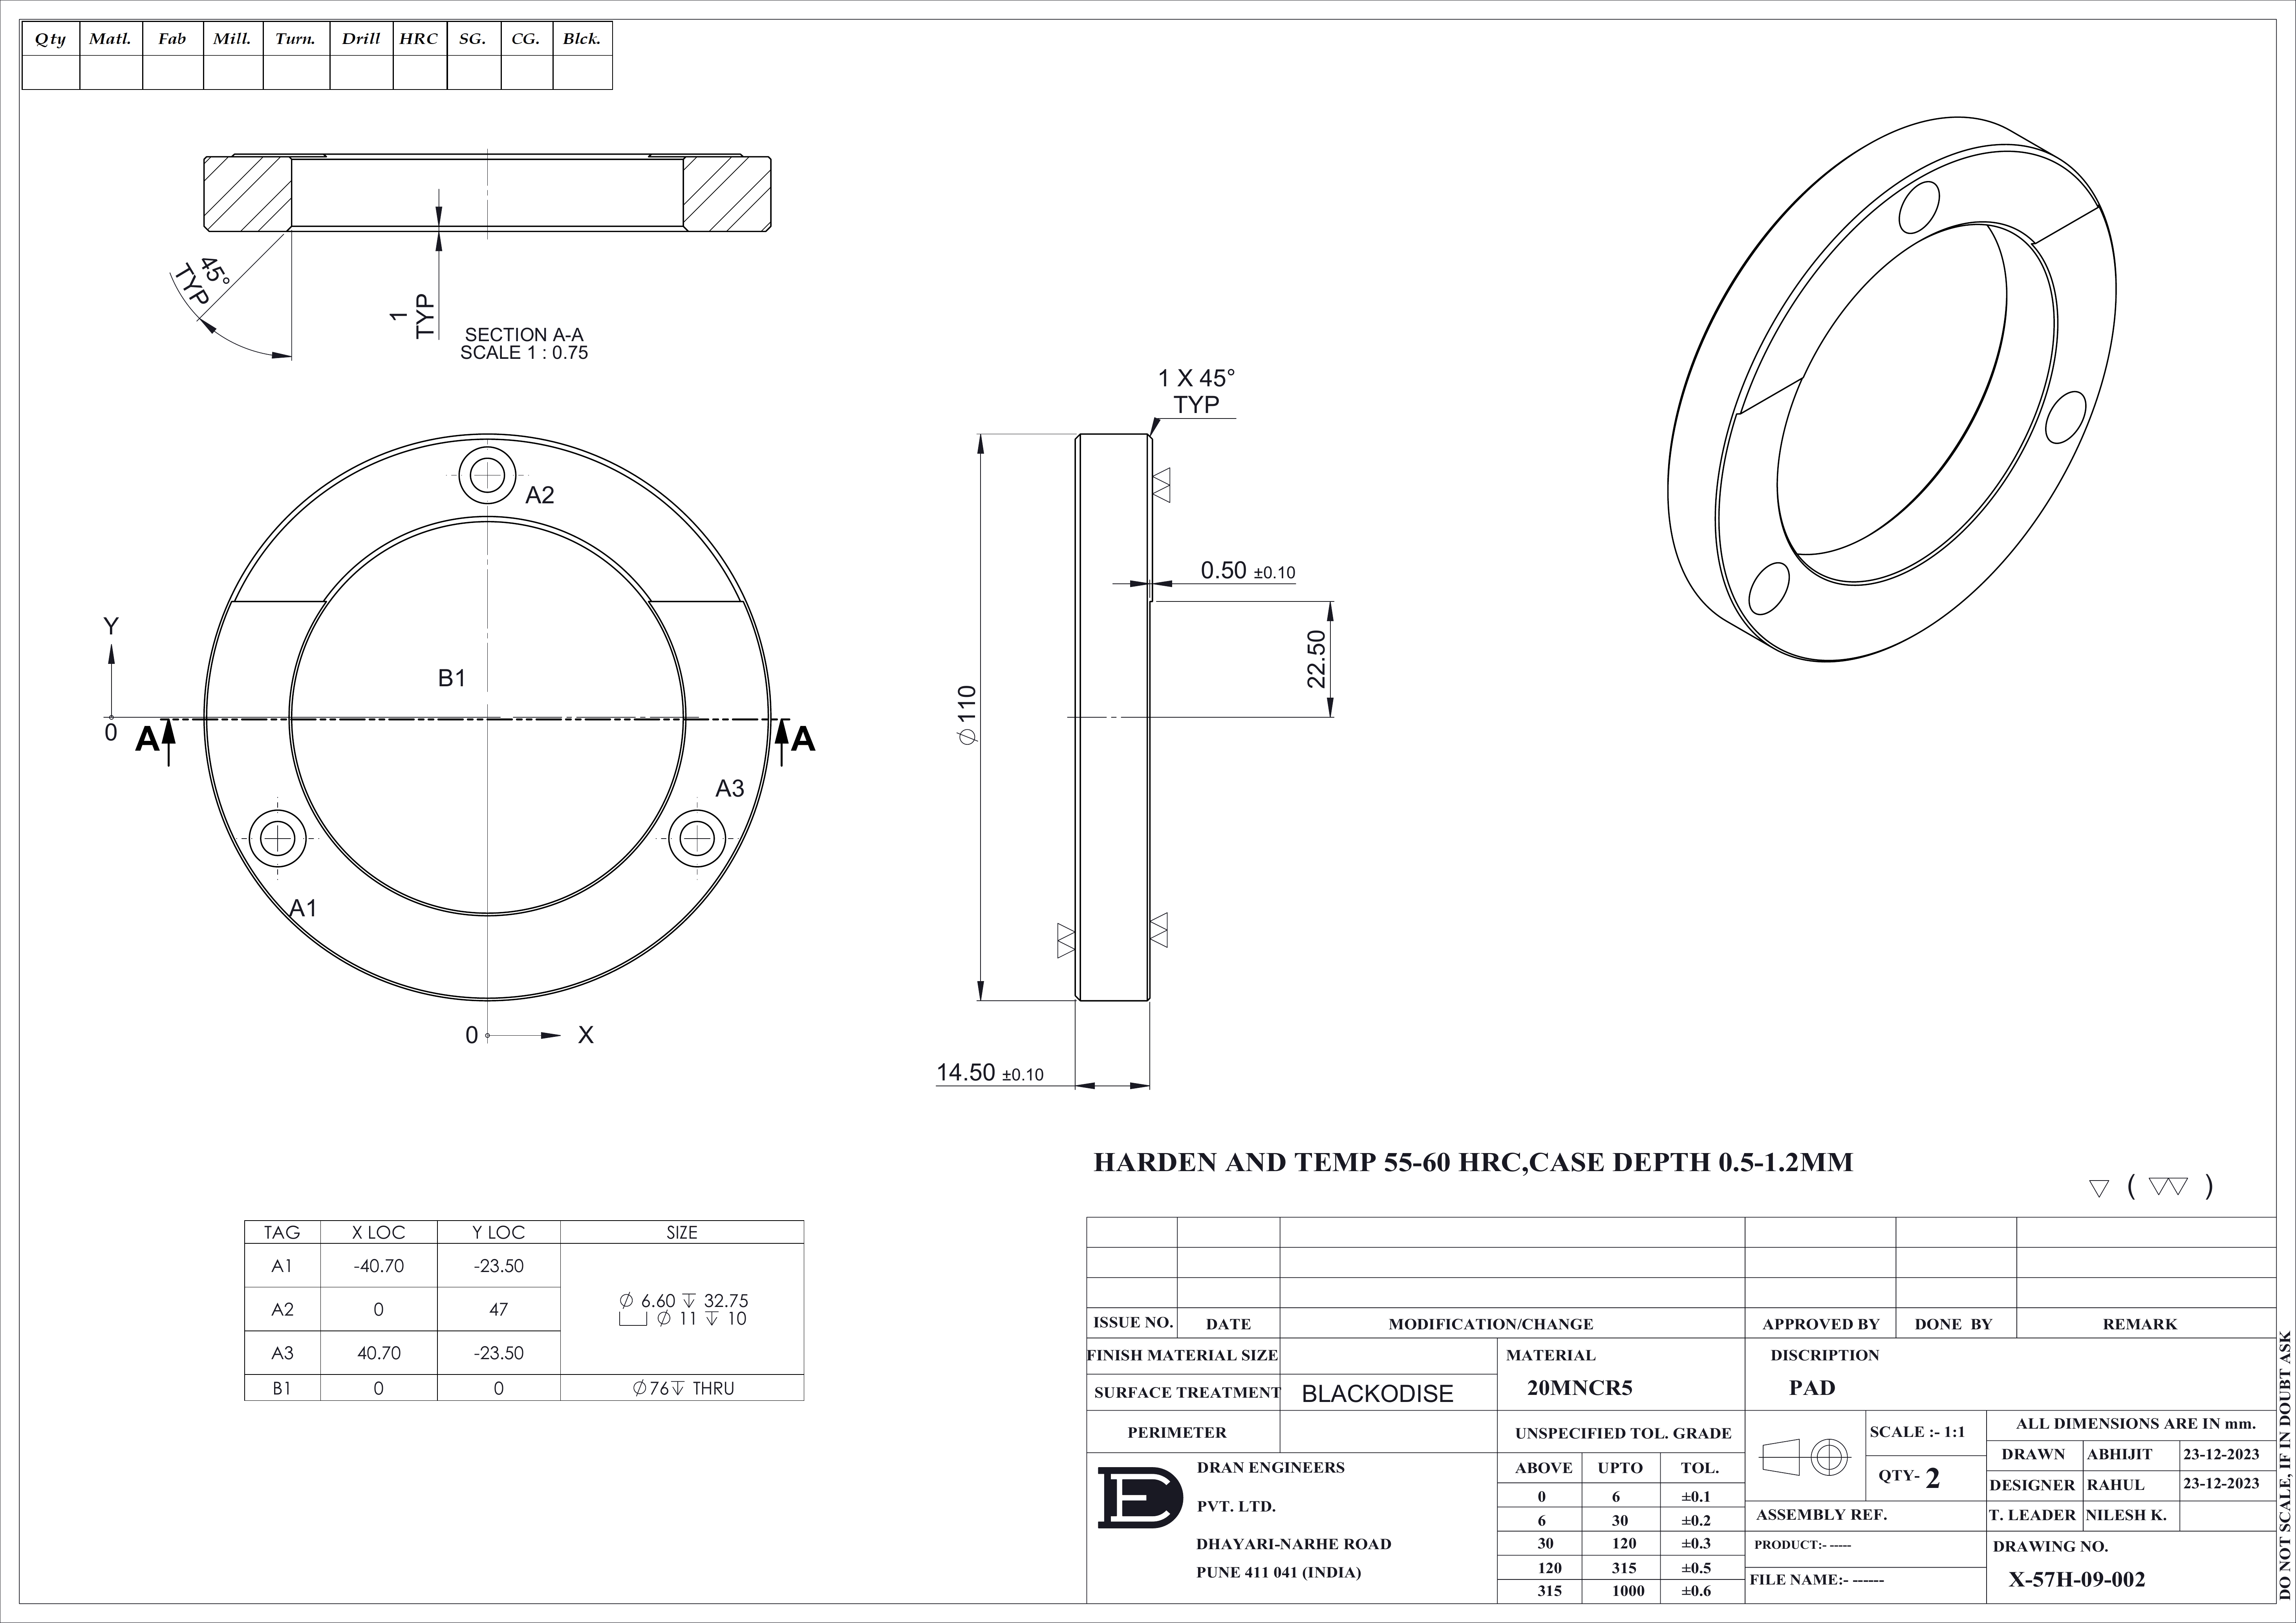 Qty Matl. Fab Mill. Turn. Drill HRC SG. CG. Blck.
45°
TYP
1
TYP
SECTION A-A
SCALE 1 : 0.75
1 X 45°
TYP
A2
0.50 ±0.10
22.50
Y
B1
0
A
A
⌀110
A3
A1
0 X
14.50 ±0.10
HARDEN AND TEMP 55-60 HRC,CASE DEPTH 0.5-1.2MM
( )
TAG X LOC Y LOC SIZE
A1 -40.70 -23.50
A2 0 47
⌀ 6.60 ↧ 32.75
⌴ ⌀ 11 ↧ 10
A3 40.70 -23.50
B1 0 0 ⌀76↧ THRU
ISSUE NO. DATE MODIFICATION/CHANGE APPROVED BY DONE BY REMARK
FINISH MATERIAL SIZE
SURFACE TREATMENT BLACKODISE
PERIMETER
MATERIAL
20MNCR5
DISCRIPTION
PAD
UNSPECIFIED TOL. GRADE
ABOVE UPTO TOL.
0 6 ±0.1
6 30 ±0.2
30 120 ±0.3
120 315 ±0.5
315 1000 ±0.6
DRAN ENGINEERS
PVT. LTD.
DHAYARI-NARHE ROAD
PUNE 411 041 (INDIA)
SCALE :- 1:1
QTY- 2
ALL DIMENSIONS ARE IN mm.
DRAWN ABHIJIT 23-12-2023
DESIGNER RAHUL 23-12-2023
T. LEADER NILESH K.
ASSEMBLY REF.
PRODUCT:- -----
FILE NAME:- ------
DRAWING NO.
X-57H-09-002
DO NOT SCALE, IF IN DOUBT ASK